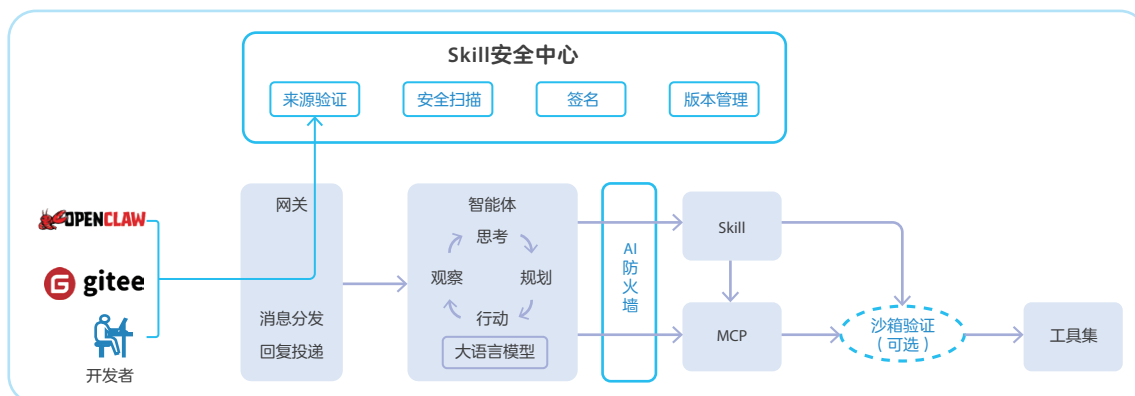 Skill安全中心
来源验证
安全扫描
签名
版本管理
OPENCLAW
gitee
开发者
网关
消息分发
回复投递
智能体
思考
观察
规划
行动
大语言模型
AI
防
火
墙
Skill
MCP
沙箱验证
（可选）
工具集